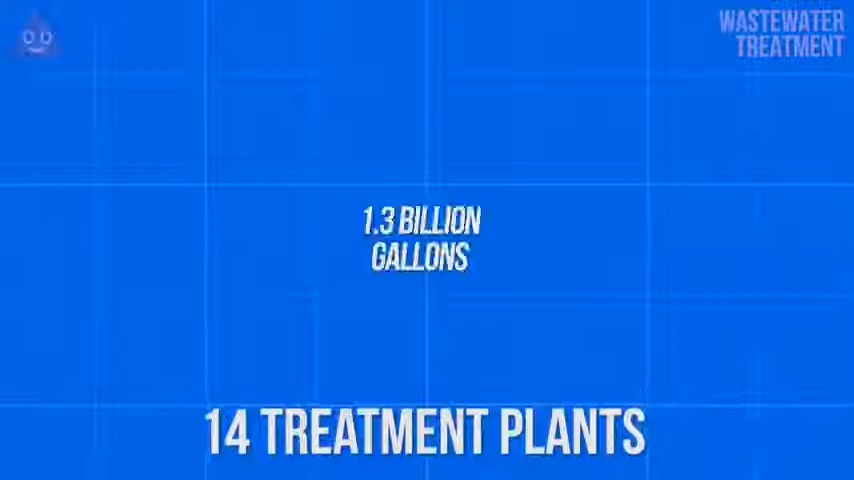 WASTEWATER
TREATMENT
1.3 BILLION
GALLONS
14 TREATMENT PLANTS